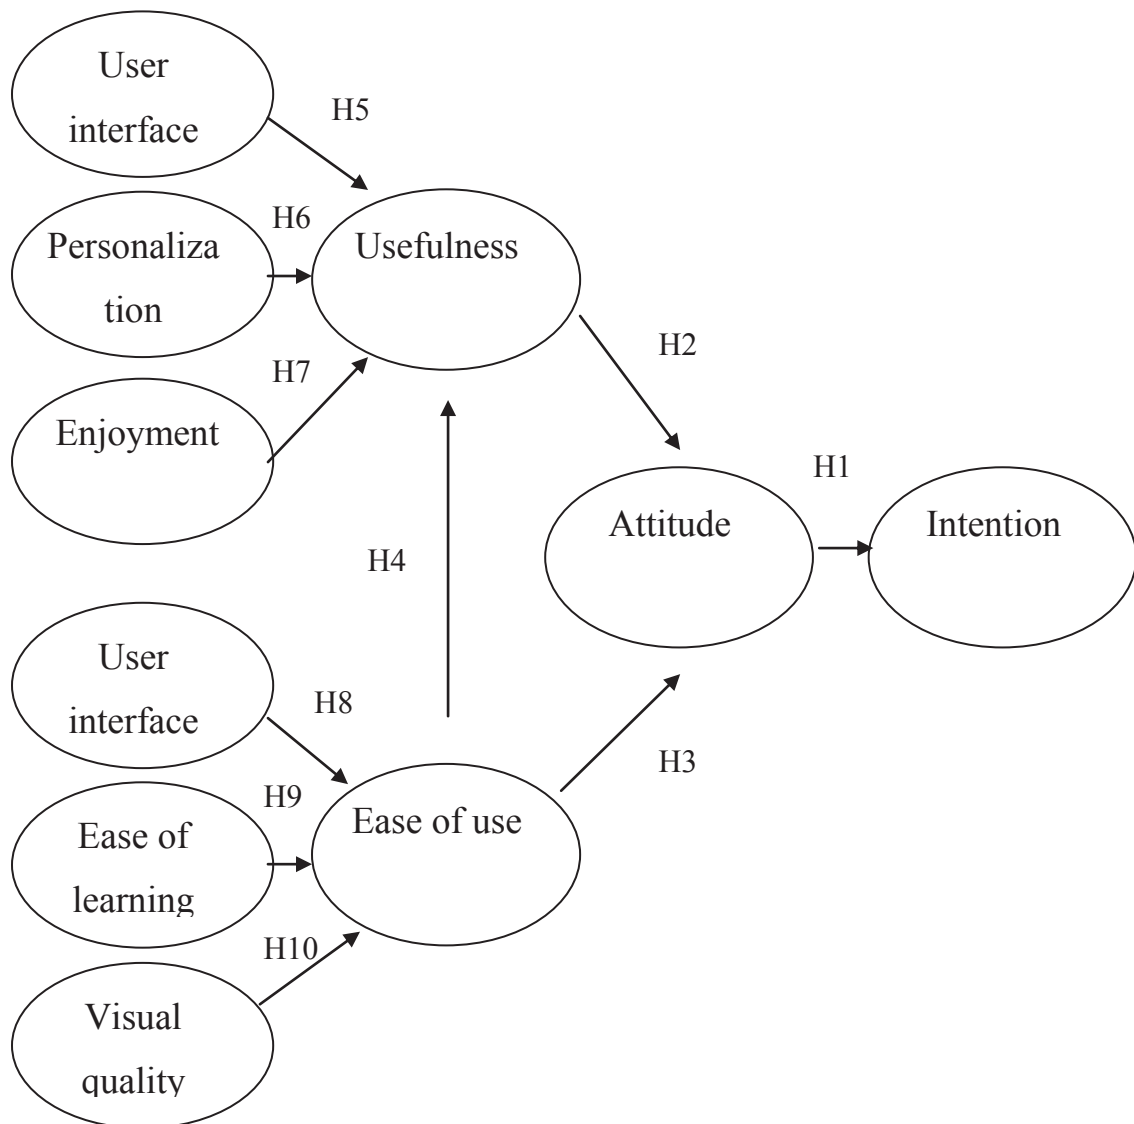 User
interface
H5
H6
Personaliza
tion
Usefulness
H7
Enjoyment
H2
H1
Attitude
Intention
H4
User
interface
H8
H3
H9
Ease of
learning
Ease of use
H10
Visual
quality